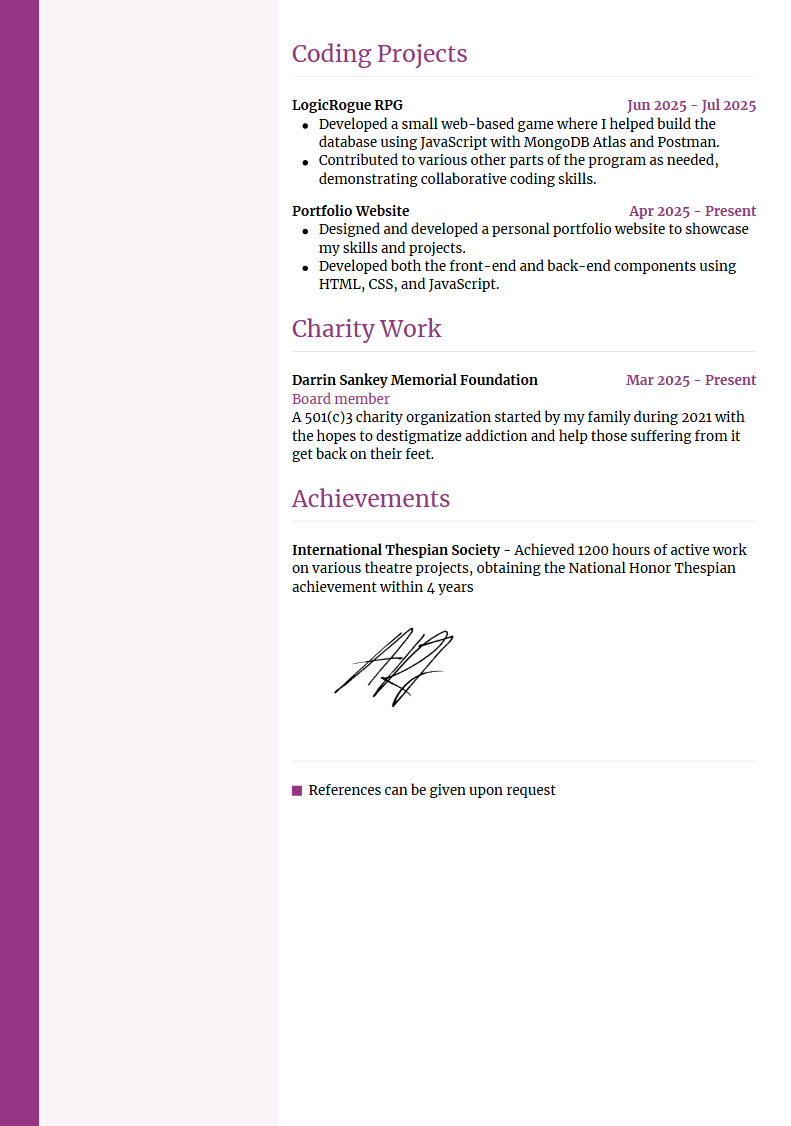 Coding Projects
LogicRogue RPG Jun 2025 - Jul 2025
• Developed a small web-based game where I helped build the
database using JavaScript with MongoDB Atlas and Postman.
• Contributed to various other parts of the program as needed,
demonstrating collaborative coding skills.
Portfolio Website Apr 2025 - Present
• Designed and developed a personal portfolio website to showcase
my skills and projects.
• Developed both the front-end and back-end components using
HTML, CSS, and JavaScript.
Charity Work
Darrin Sankey Memorial Foundation Mar 2025 - Present
Board member
A 501(c)3 charity organization started by my family during 2021 with
the hopes to destigmatize addiction and help those suffering from it
get back on their feet.
Achievements
International Thespian Society - Achieved 1200 hours of active work
on various theatre projects, obtaining the National Honor Thespian
achievement within 4 years
References can be given upon request